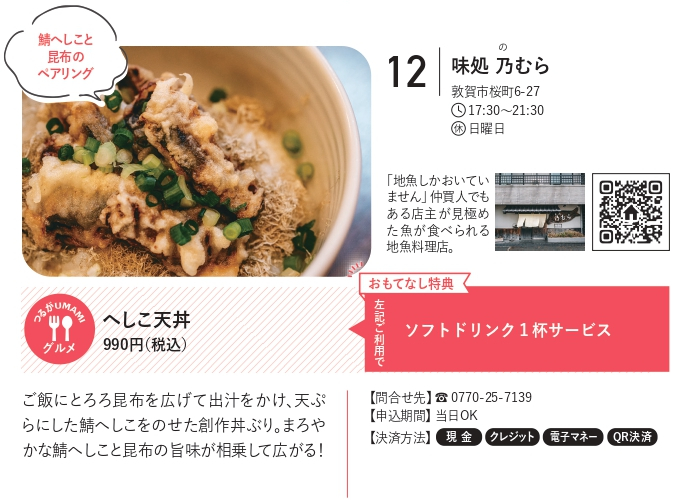 鯖へしこと
昆布の
ペアリング
12
の
味処 乃むら
敦賀市桜町6-27
17:30〜21:30
休 日曜日
「地魚しかおいてい
ません」仲買人でも
ある店主が見極め
た魚が食べられる
地魚料理店。
つるがUMAMI
グルメ
へしこ天丼
990円(税込)
おもてなし特典
左記ご利用で
ソフトドリンク1杯サービス
ご飯にとろろ昆布を広げて出汁をかけ、天ぷ
らにした鯖へしこをのせた創作丼ぶり。まろや
かな鯖へしこと昆布の旨味が相乗して広がる!
【問合せ先】☎ 0770-25-7139
【申込期間】当日OK
【決済方法】現 金 クレジット 電子マネー QR決済